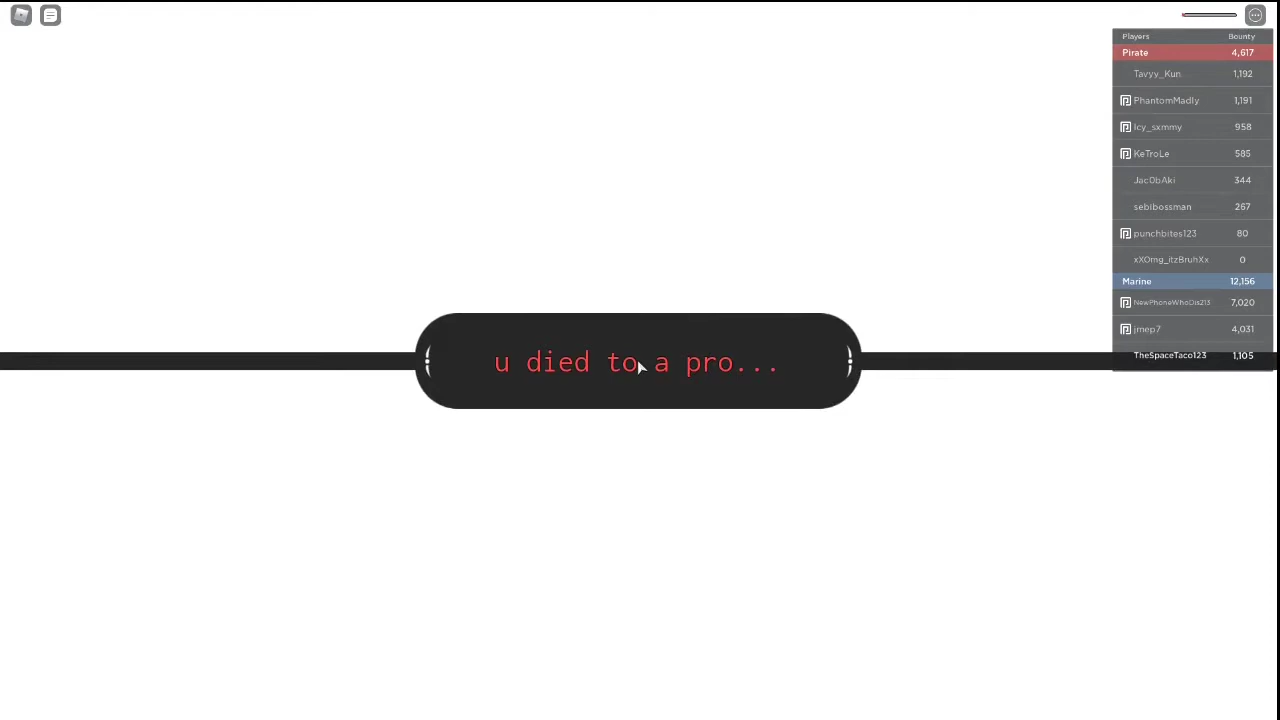 Players Bounty
Pirate 4,617
Tavyy_Kun 1,192
PhantomMadly 1,191
Icy_sxmmy 958
KeTroLe 585
Jac0bAki 344
sebibossman 267
punchbites123 80
xXOmg_itzBruhXx 0
Marine 12,156
NewPhoneWhoDis213 7,020
jmep7 4,031
TheSpaceTaco123 1,105
u died to a pro...